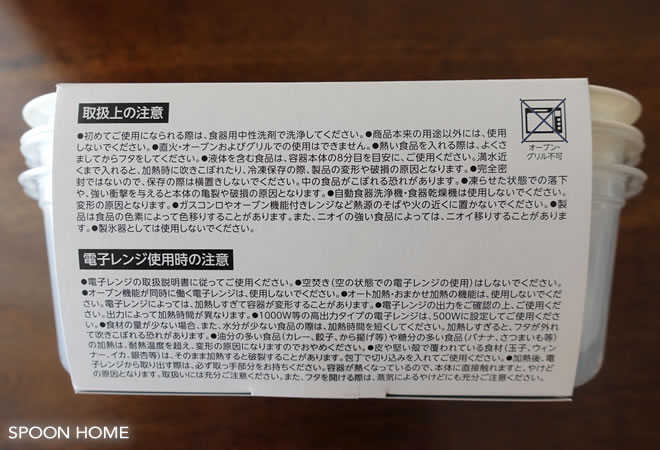 取扱上の注意
●初めてご使用になられる際は、食器用中性洗剤で洗浄してください。●商品本来の用途以外には、使用
しないでください。●直火・オーブンおよびグリルでの使用はできません。●熱い食品を入れる際は、よくさ
ましてからフタをしてください。●液体を含む食品は、容器本体の8分目を目安に、ご使用ください。満水近
くまで入れると、加熱時に吹きこぼれたり、冷凍保存の際、製品の変形や破損の原因となります。●完全密
封ではないので、保存の際は横置きしないでください。中の食品がこぼれる恐れがあります。●凍らせた状態での落下
や、強い衝撃を与えると本体の亀裂や破損の原因となります。●自動食器洗浄機・食器乾燥機は使用しないでください。
変形の原因となります。●ガスコンロやオーブン機能付きレンジなど熱源のそばや火の近くに置かないでください。●製
品は食品の色素によって色移りすることがあります。また、ニオイの強い食品によっては、ニオイ移りすることがありま
す。●製氷器としては使用しないでください。
オーブン・
グリル不可
電子レンジ使用時の注意
●電子レンジの取扱説明書に従ってご使用ください。●空焚き(空の状態での電子レンジの使用)はしないでください。
●オーブン機能が同時に働く電子レンジは、使用しないでください。●オート加熱・おまかせ加熱の機能は、使用しないでくだ
さい。電子レンジによっては、加熱しすぎて容器が変形することがあります。●電子レンジの出力をご確認の上、ご使用くだ
さい。出力によって加熱時間が異なります。●1000W等の高出力タイプの電子レンジは、500Wに設定してご使用ください。
●食材の量が少ない場合、また、水分が少ない食品の際は、加熱時間を短くしてください。加熱しすぎると、フタが外れ
て吹きこぼれる恐れがあります。●油分の多い食品(カレー、餃子、から揚げ等)や糖分の多い食品(バナナ、さつまいも等)
の加熱は、耐熱温度を超え、変形の原因になりますのでおやめください。●皮や堅い殻で覆われている食材(玉子、ウィン
ナー、イカ、銀杏等)は、そのまま加熱すると破裂することがあります。包丁で切り込みを入れてご使用ください。●加熱後、電
子レンジから取り出す際は、必ず取っ手部分をお持ちください。容器が熱くなっているので、本体に直接触れますと、やけど
の原因となります。取扱いには充分ご注意ください。また、フタを開ける際は、蒸気によるやけどにも充分ご注意ください。
SPOON HOME